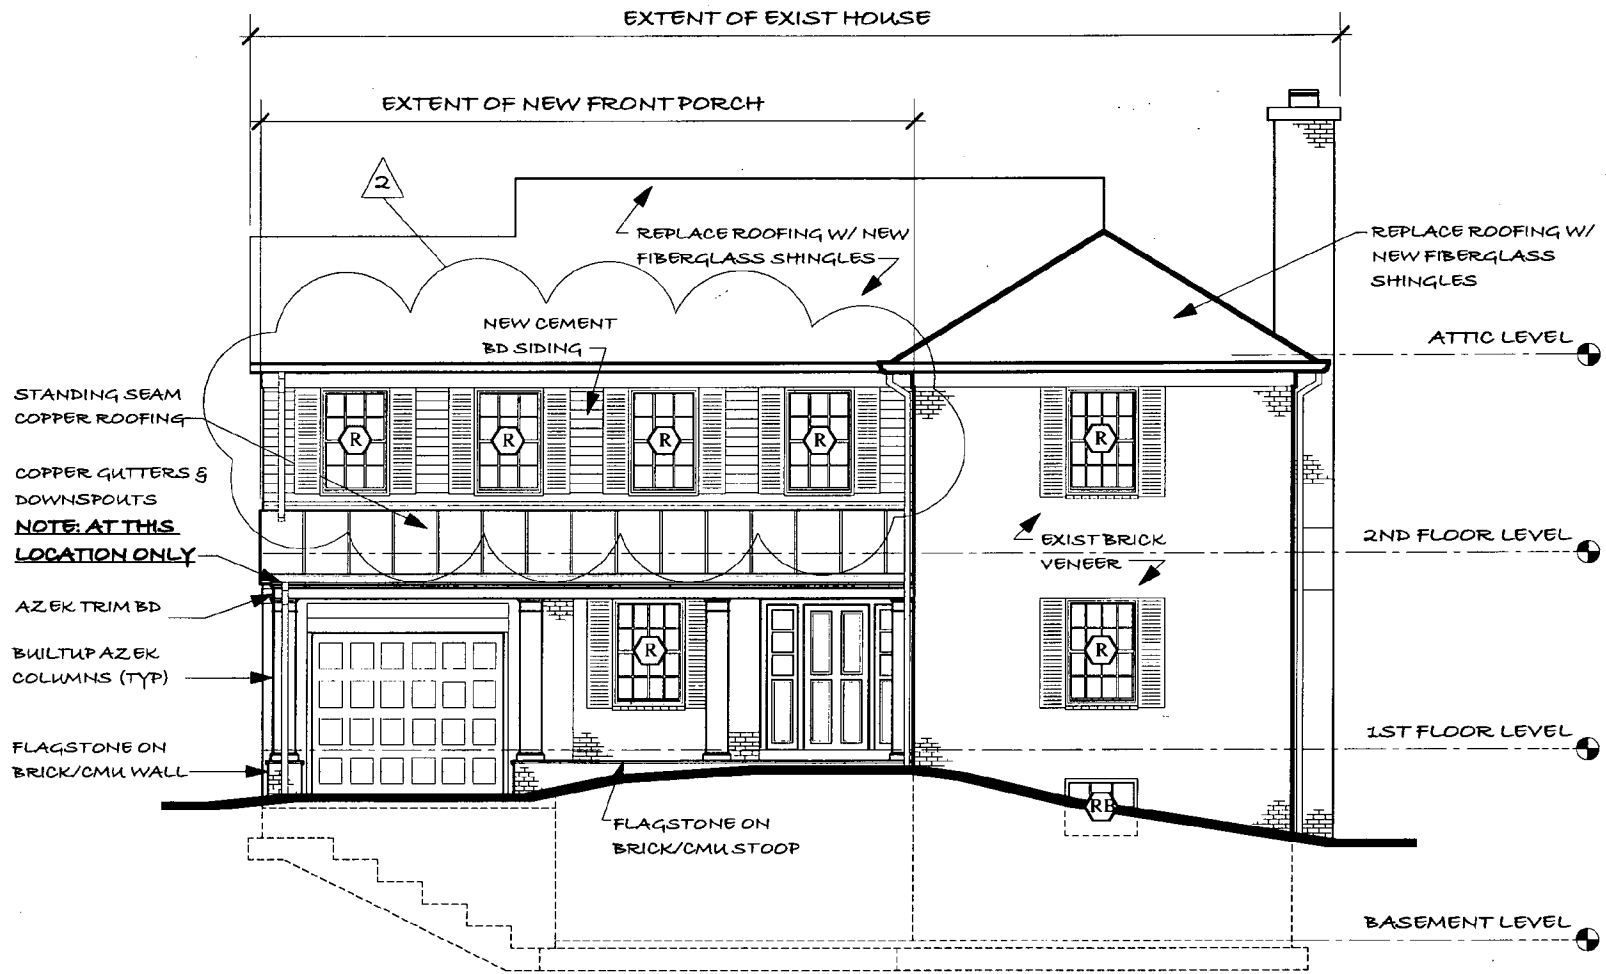 EXTENT OF EXIST HOUSE
EXTENT OF NEW FRONT PORCH
2
REPLACE ROOFING W/ NEW
FIBERGLASS SHINGLES
REPLACE ROOFING W/
NEW FIBERGLASS
SHINGLES
NEW CEMENT
BD SIDING
ATTIC LEVEL
STANDING SEAM
COPPER ROOFING
R
R
R
R
R
COPPER GUTTERS &
DOWNSPOUTS
NOTE: AT THIS
LOCATION ONLY
EXIST BRICK
VENEER
2ND FLOOR LEVEL
AZEK TRIM BD
BUILTUP AZEK
COLUMNS (TYP)
R
R
FLAGSTONE ON
BRICK/CMU WALL
1ST FLOOR LEVEL
RB
FLAGSTONE ON
BRICK/CMU STOOP
BASEMENT LEVEL